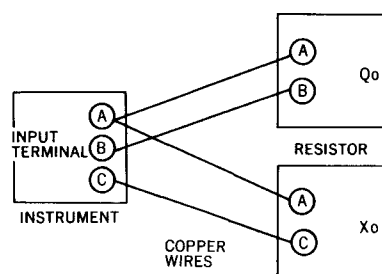 A
B
Qo
RESISTOR
A
INPUT
TERMINAL
B
C
INSTRUMENT
A
C
Xo
COPPER
WIRES